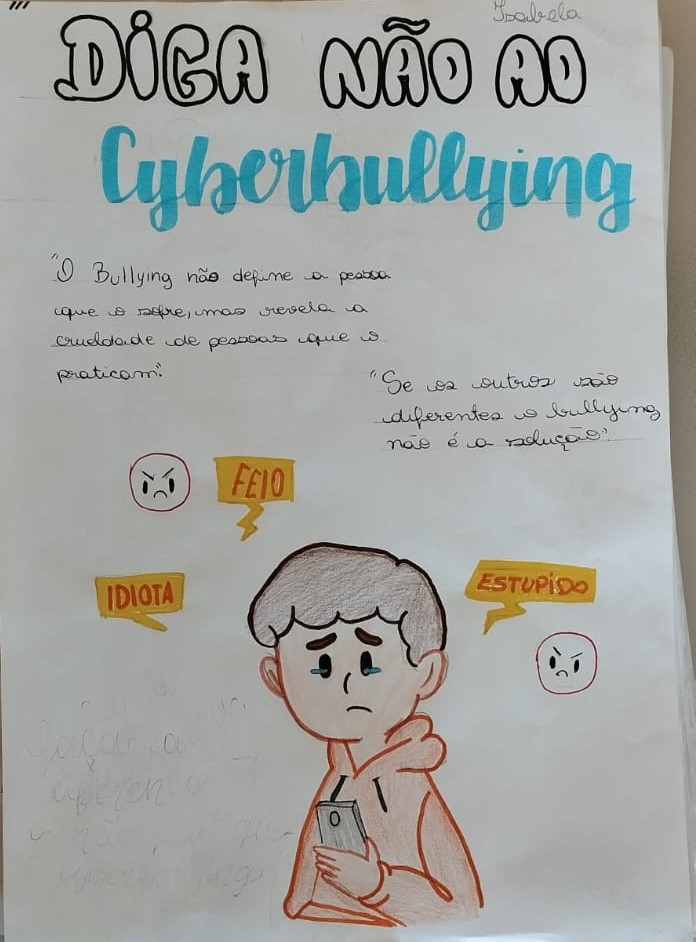 Isabela
DIGA NÃO AO
Cyberbullying
"O Bullying não define a pessoa
que o sofre, mas revela a
crueldade de pessoas que o
praticam".
"Se os outros são
diferentes o bullying
não é a solução".
FEIO
IDIOTA
ESTUPIDO